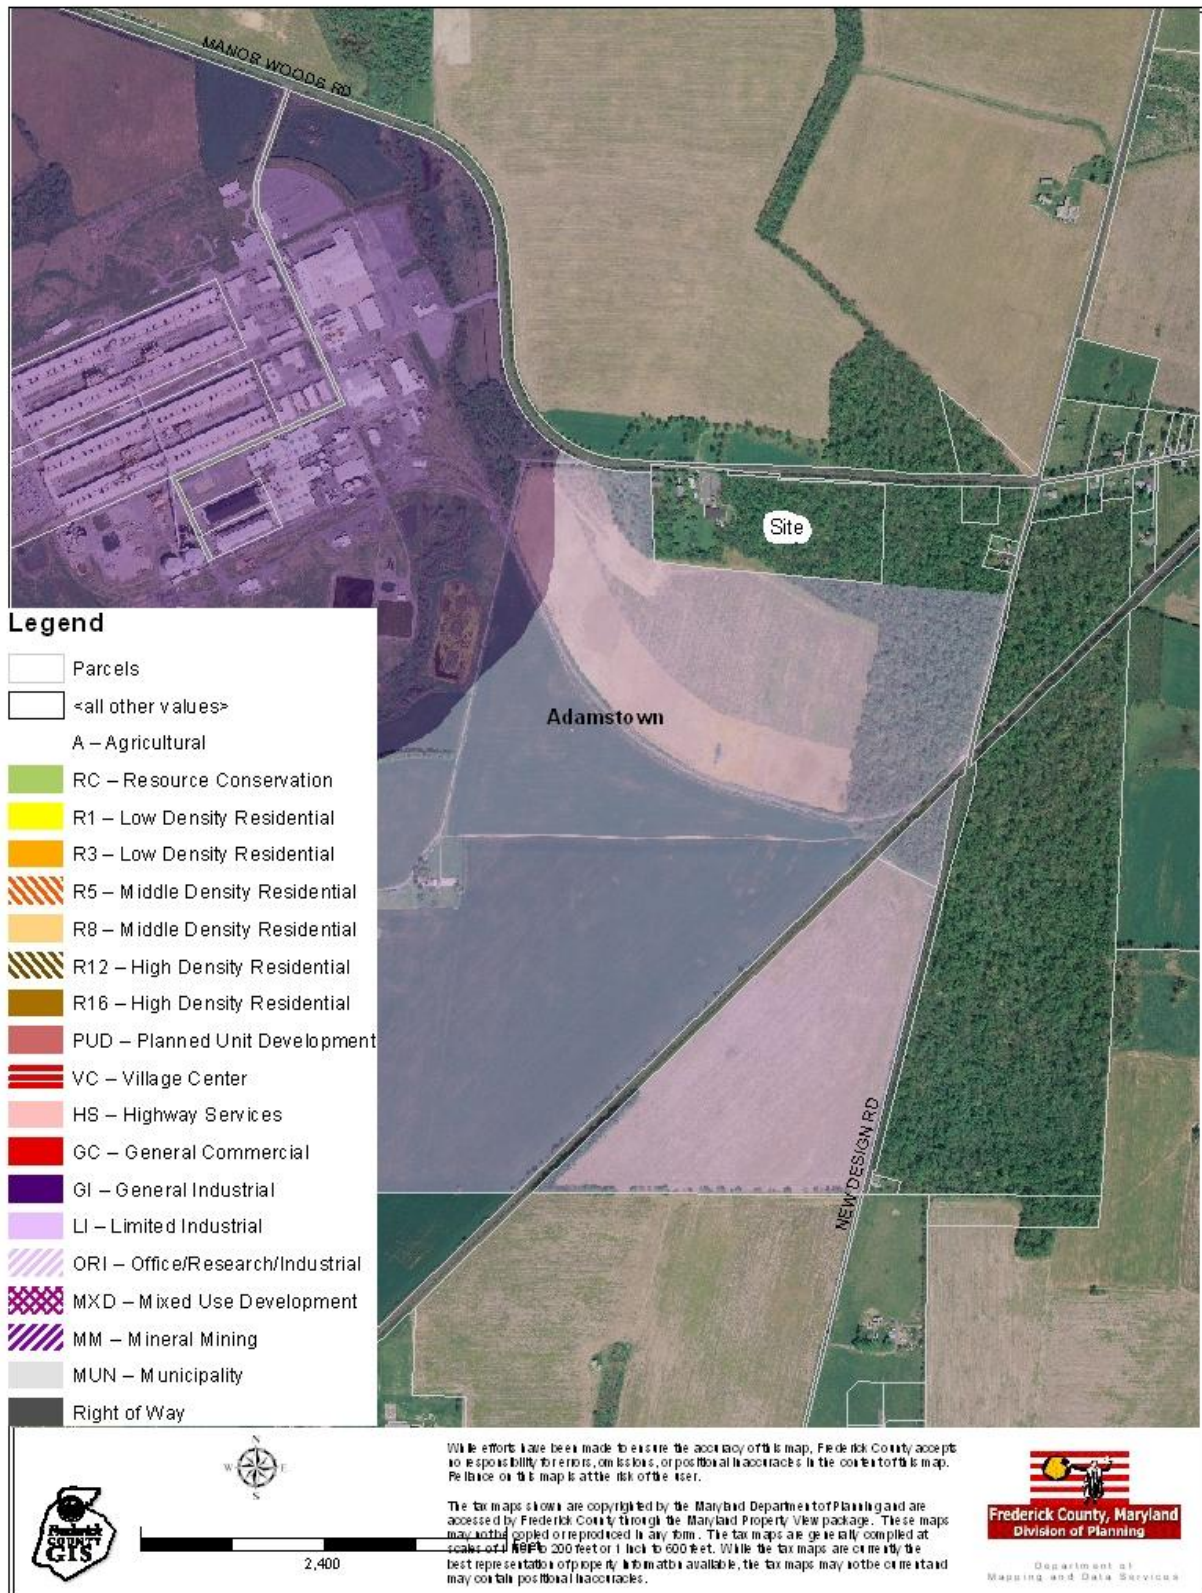 MANOR WOODS RD
Site
Legend
Parcels
<all other values>
A – Agricultural
RC – Resource Conservation
R1 – Low Density Residential
R3 – Low Density Residential
R5 – Middle Density Residential
R8 – Middle Density Residential
R12 – High Density Residential
R16 – High Density Residential
PUD – Planned Unit Development
VC – Village Center
HS – Highway Services
GC – General Commercial
GI – General Industrial
LI – Limited Industrial
ORI – Office/Research/Industrial
MXD – Mixed Use Development
MM – Mineral Mining
MUN – Municipality
Right of Way
Adamstown
NEW DESIGN RD
N
W E
S
Frederick
COUNTY
GIS
2,400
Feet
While efforts have been made to ensure the accuracy of this map, Frederick County accepts
no responsibility for errors, omissions, or positional inaccuracies in the content of this map.
Reliance on this map is at the risk of the user.
The tax maps shown are copyrighted by the Maryland Department of Planning and are
accessed by Frederick County through the Maryland Property View package. These maps
may not be copied or reproduced in any form. The tax maps are generally compiled at
scales of 1 inch to 200 feet or 1 inch to 600 feet. While the tax maps are currently the
best representation of property information available, the tax maps may not be current and
may contain positional inaccuracies.
Frederick County, Maryland
Division of Planning
Department of
Mapping and Data Services